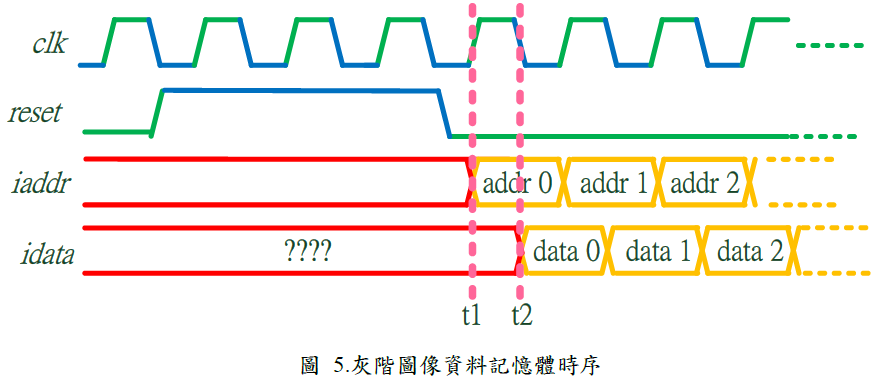 clk
reset
iaddr
addr 0 addr 1 addr 2
idata
???? data 0 data 1 data 2
t1 t2
圖 5.灰階圖像資料記憶體時序